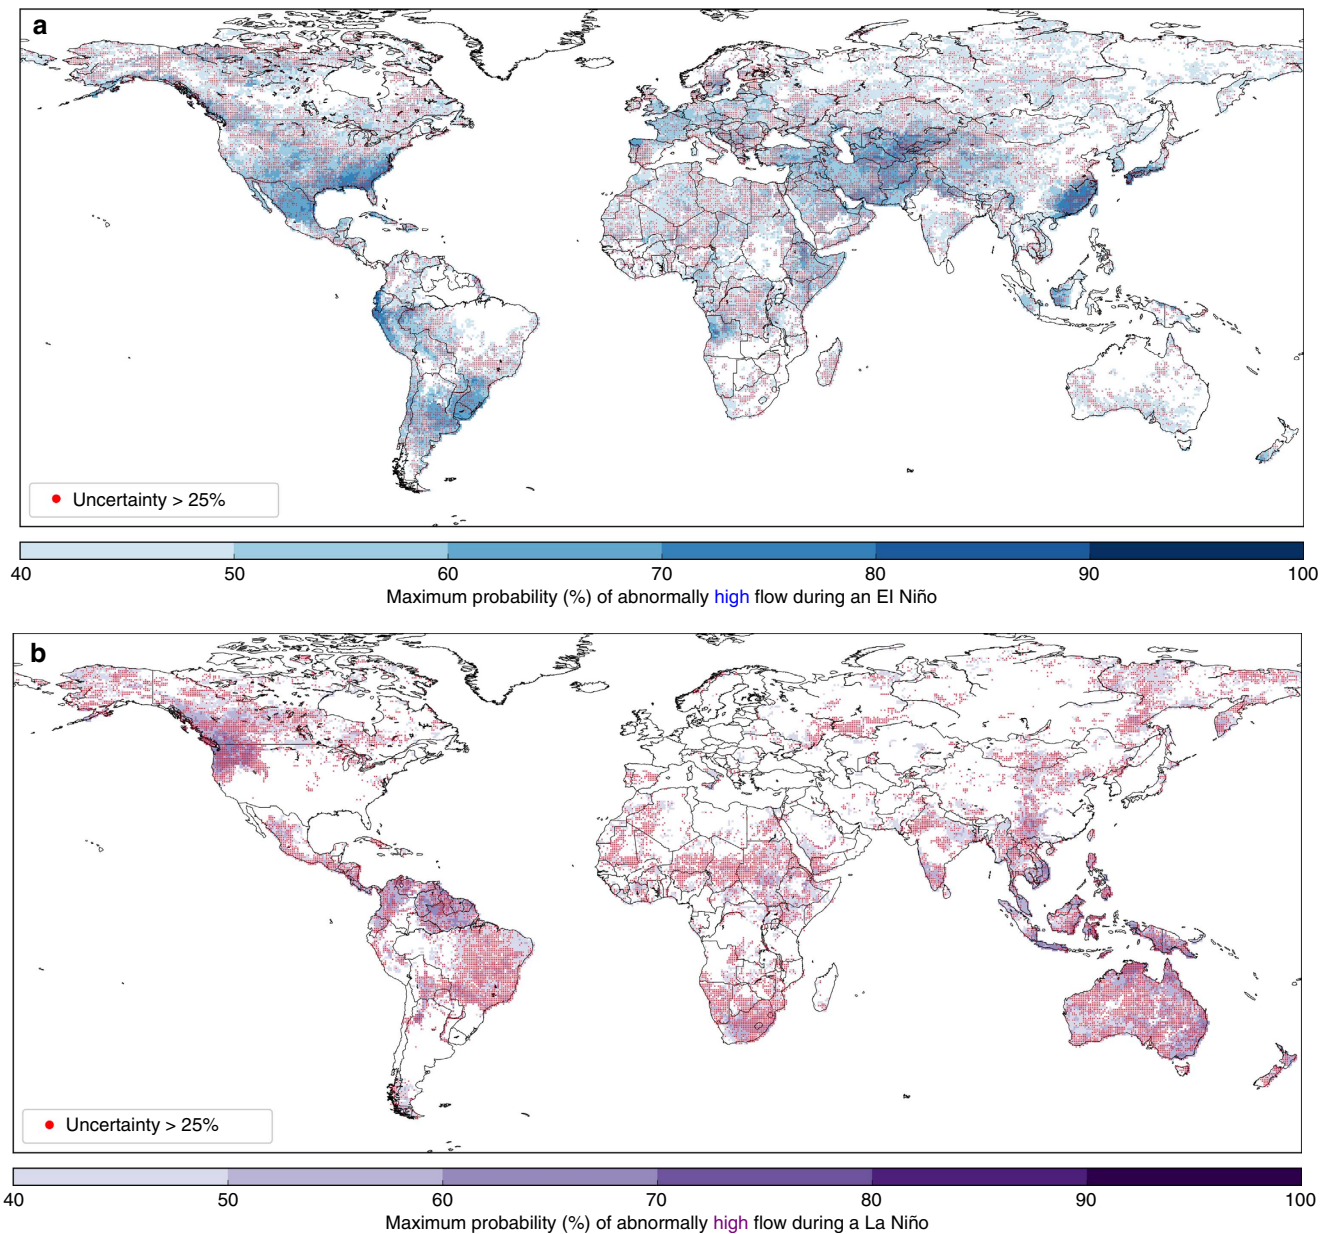 a
Uncertainty > 25%
40 50 60 70 80 90 100
Maximum probability (%) of abnormally high flow during an El Niño
b
Uncertainty > 25%
40 50 60 70 80 90 100
Maximum probability (%) of abnormally high flow during a La Niño